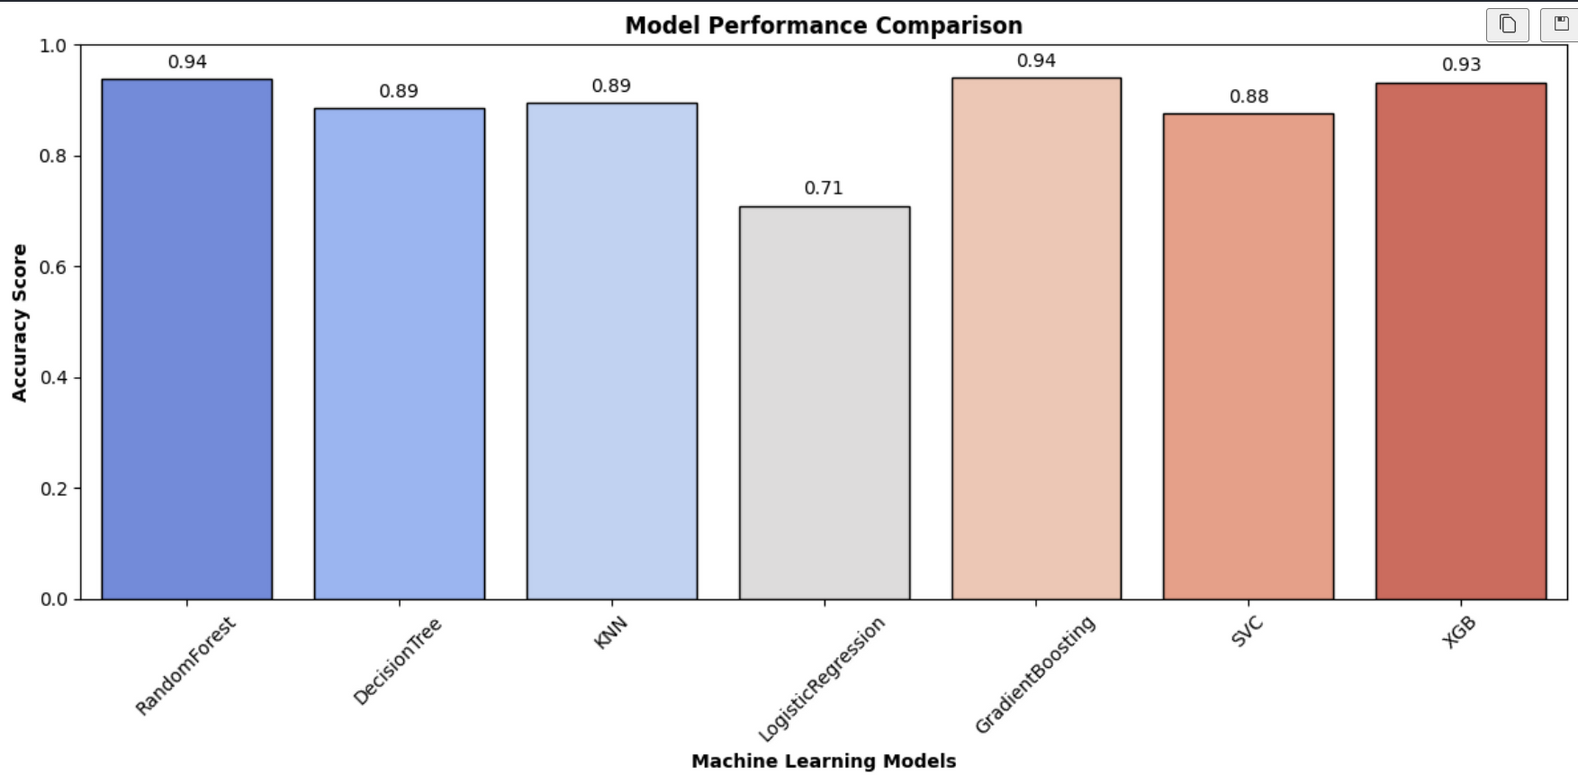 Model Performance Comparison
1.0
0.8
0.6
0.4
0.2
0.0
Accuracy Score
0.94
0.89
0.89
0.71
0.94
0.88
0.93
RandomForest
DecisionTree
KNN
LogisticRegression
GradientBoosting
SVC
XGB
Machine Learning Models